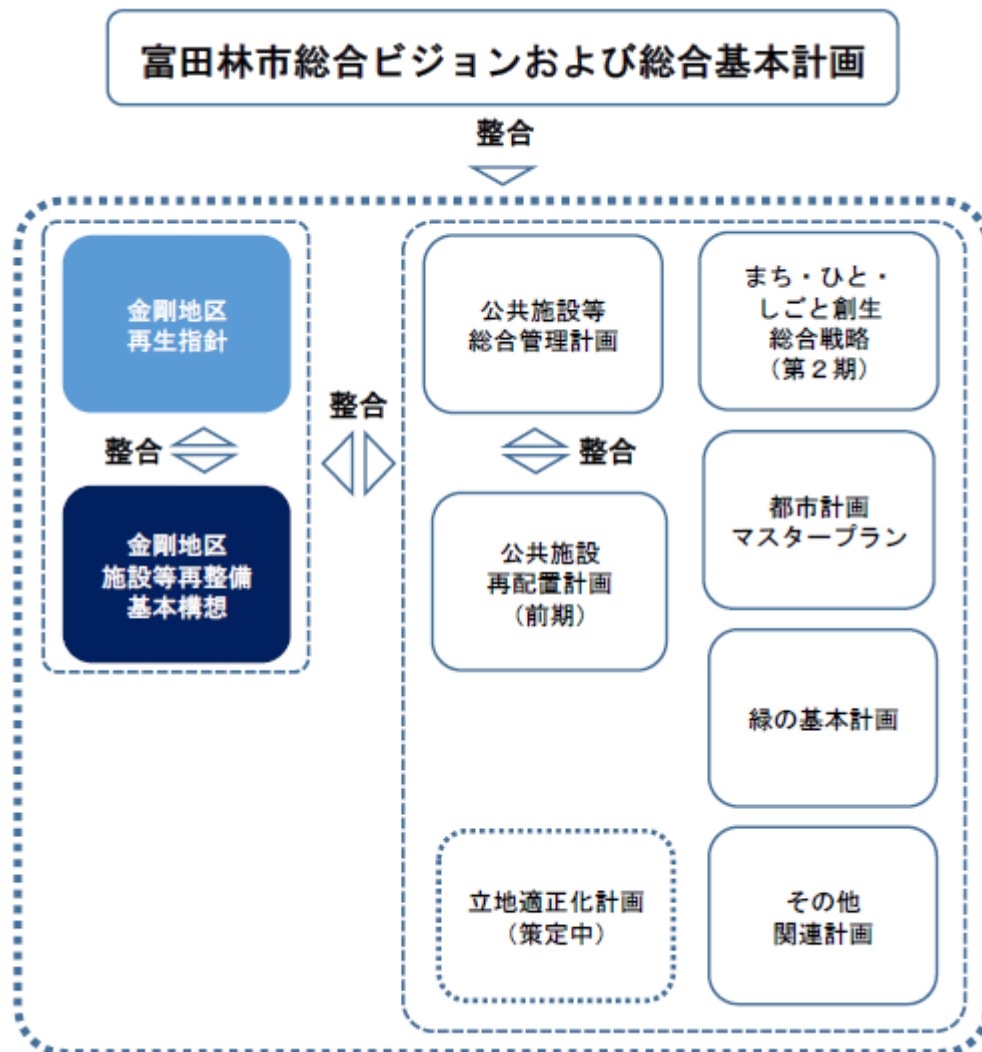 富田林市総合ビジョンおよび総合基本計画
整合
金剛地区
再生指針
整合
金剛地区
施設等再整備
基本構想
整合
公共施設等
総合管理計画
整合
公共施設
再配置計画
（前期）
立地適正化計画
（策定中）
まち・ひと・
しごと創生
総合戦略
（第２期）
都市計画
マスタープラン
緑の基本計画
その他
関連計画